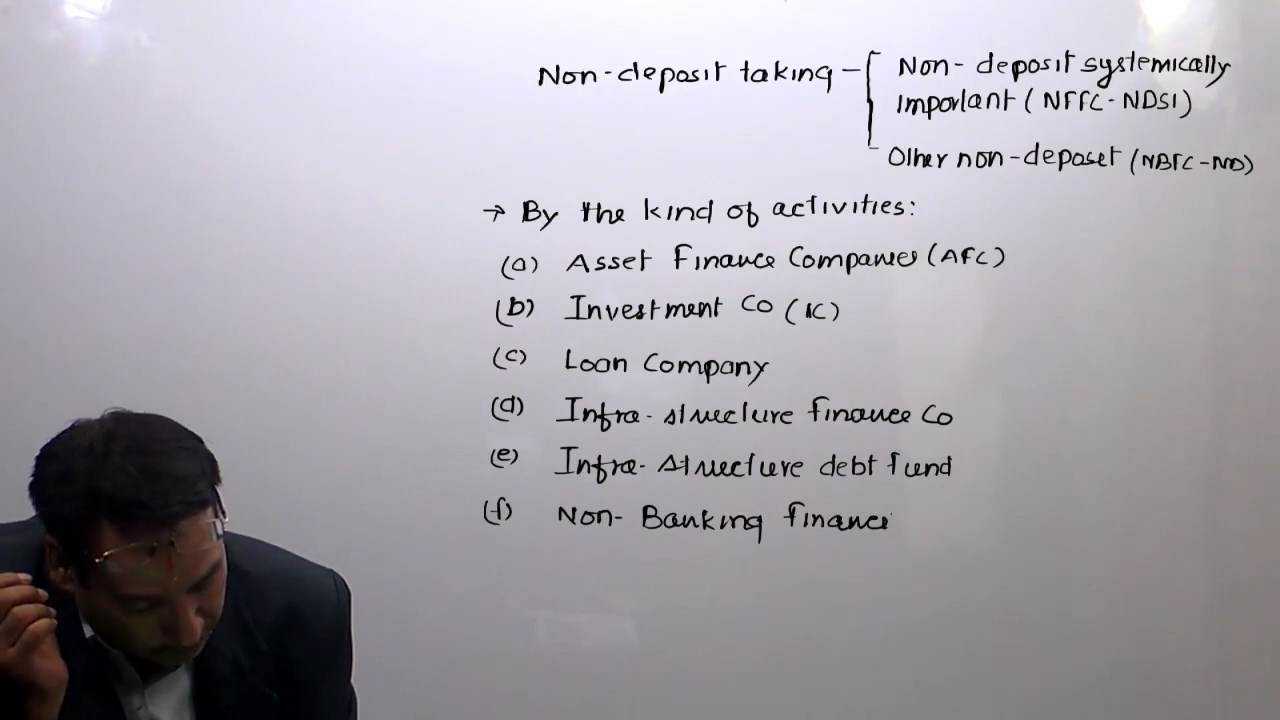 Non-deposit taking - Non-deposit systemically
Important (NFFC-NDSI)
Other non-deposet (NBFC-ND)
→ By the kind of activities:
(a) Asset Finance Companies (AFC)
(b) Investment Co (IC)
(c) Loan Company
(d) Infra-structure finance Co
(e) Infra-structure debt fund
(f) Non-Banking financi